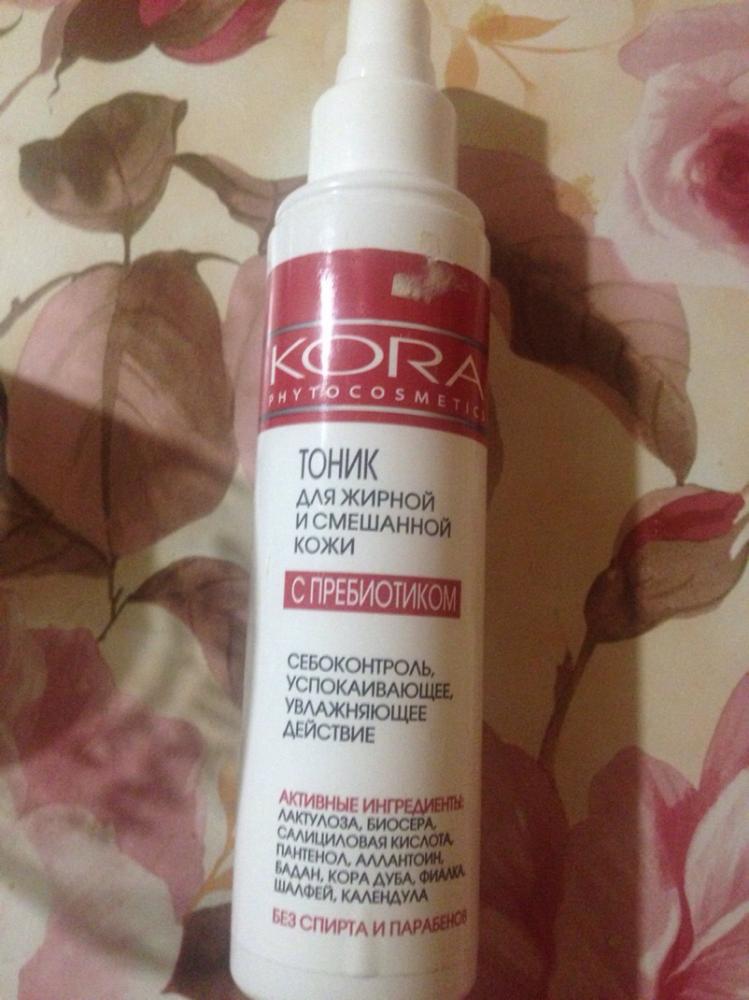 KORA
PHYTOCOSMETICS
ТОНИК
ДЛЯ ЖИРНОЙ
И СМЕШАННОЙ
КОЖИ
С ПРЕБИОТИКОМ
СЕБОКОНТРОЛЬ,
УСПОКАИВАЮЩЕЕ,
УВЛАЖНЯЮЩЕЕ
ДЕЙСТВИЕ
АКТИВНЫЕ ИНГРЕДИЕНТЫ:
ЛАКТУЛОЗА, БИОСЕРА,
САЛИЦИЛОВАЯ КИСЛОТА,
ПАНТЕНОЛ, АЛЛАНТОИН,
БАДАН, КОРА ДУБА, ФИАЛКА,
ШАЛФЕЙ, КАЛЕНДУЛА
БЕЗ СПИРТА И ПАРАБЕНОВ